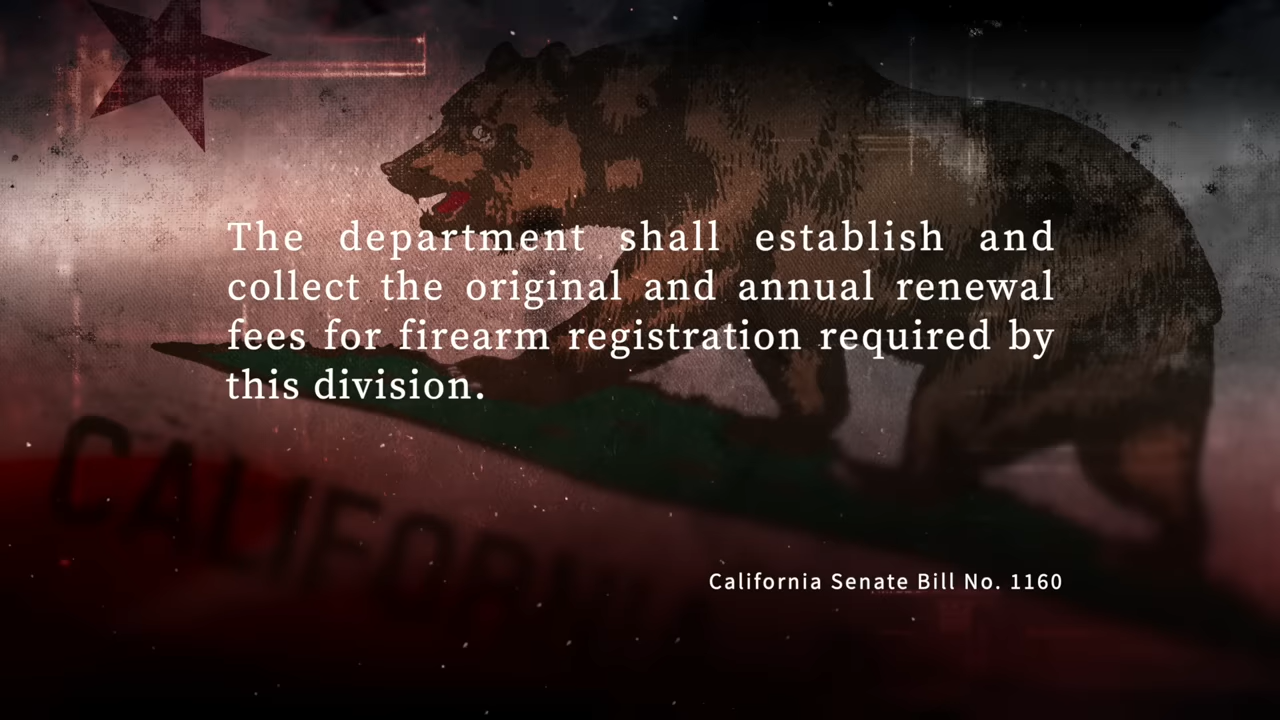 The department shall establish and
collect the original and annual renewal
fees for firearm registration required by
this division.
CALIFORNIA
California Senate Bill No. 1160